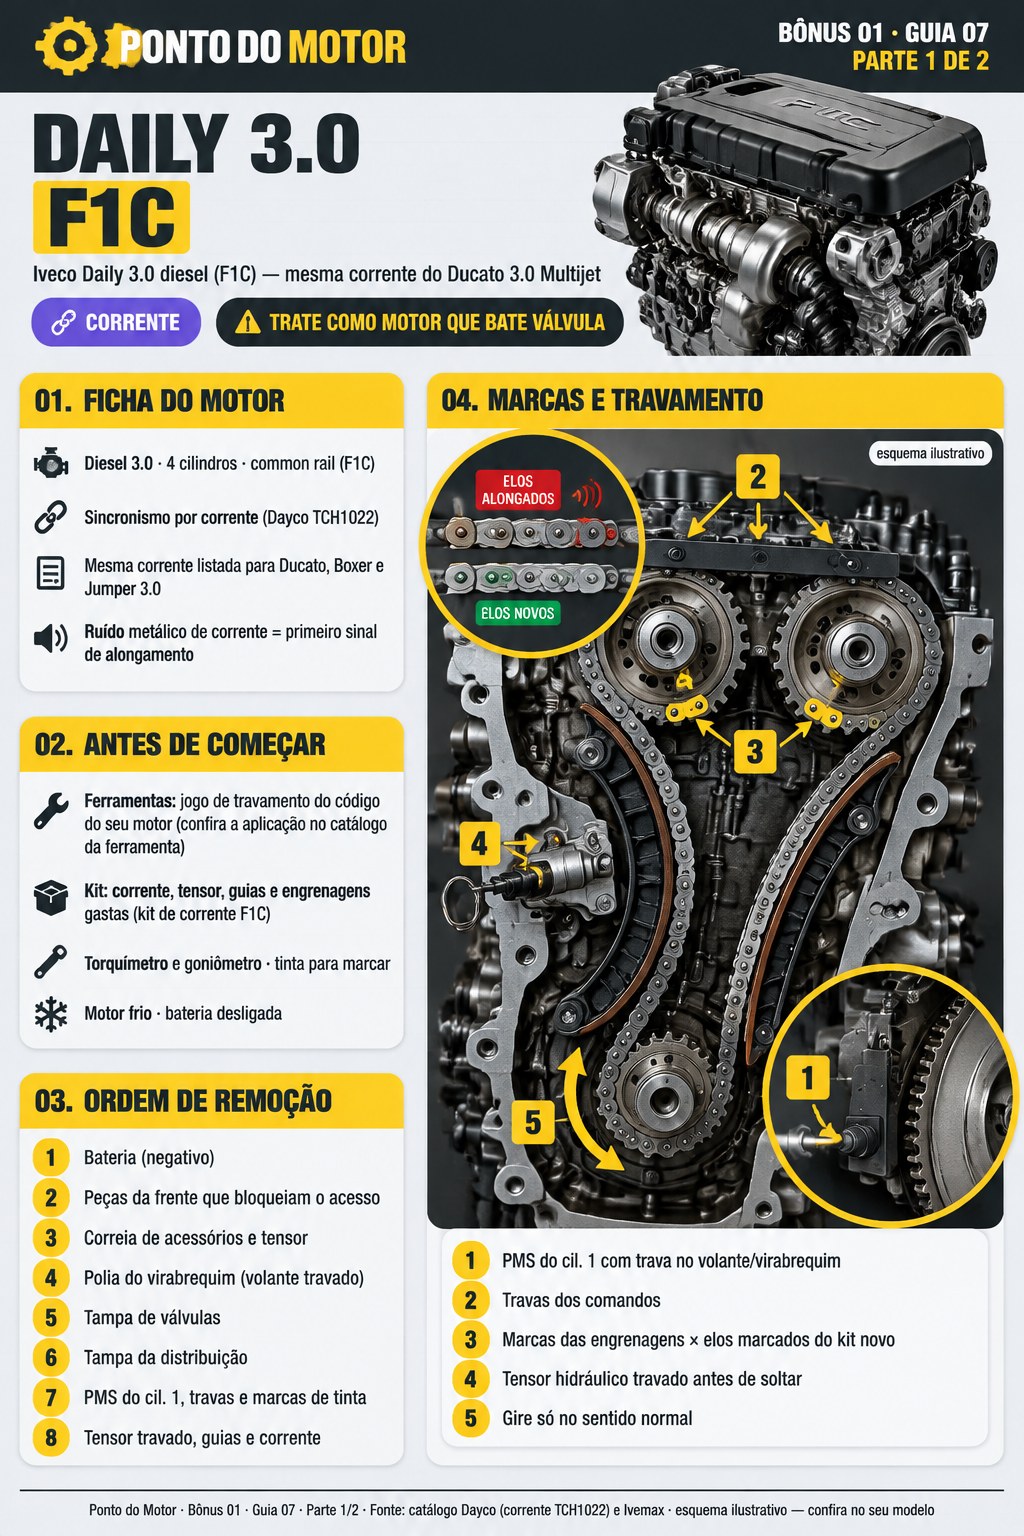 PONTO DO MOTOR
BÔNUS 01 · GUIA 07
PARTE 1 DE 2
DAILY 3.0
F1C
Iveco Daily 3.0 diesel (F1C) — mesma corrente do Ducato 3.0 Multijet
CORRENTE
TRATE COMO MOTOR QUE BATE VÁLVULA
01. FICHA DO MOTOR
Diesel 3.0 · 4 cilindros · common rail (F1C)
Sincronismo por corrente (Dayco TCH1022)
Mesma corrente listada para Ducato, Boxer e
Jumper 3.0
Ruído metálico de corrente = primeiro sinal
de alongamento
02. ANTES DE COMEÇAR
Ferramentas: jogo de travamento do código
do seu motor (confira a aplicação no catálogo
da ferramenta)
Kit: corrente, tensor, guias e engrenagens
gastas (kit de corrente F1C)
Torquímetro e goniômetro · tinta para marcar
Motor frio · bateria desligada
03. ORDEM DE REMOÇÃO
1 Bateria (negativo)
2 Peças da frente que bloqueiam o acesso
3 Correia de acessórios e tensor
4 Polia do virabrequim (volante travado)
5 Tampa de válvulas
6 Tampa da distribuição
7 PMS do cil. 1, travas e marcas de tinta
8 Tensor travado, guias e corrente
04. MARCAS E TRAVAMENTO
esquema ilustrativo
ELOS
ALONGADOS
ELOS NOVOS
2
3
4
1
5
1 PMS do cil. 1 com trava no volante/virabrequim
2 Travas dos comandos
3 Marcas das engrenagens × elos marcados do kit novo
4 Tensor hidráulico travado antes de soltar
5 Gire só no sentido normal
Ponto do Motor · Bônus 01 · Guia 07 · Parte 1/2 · Fonte: catálogo Dayco (corrente TCH1022) e Ivemax · esquema ilustrativo — confira no seu modelo